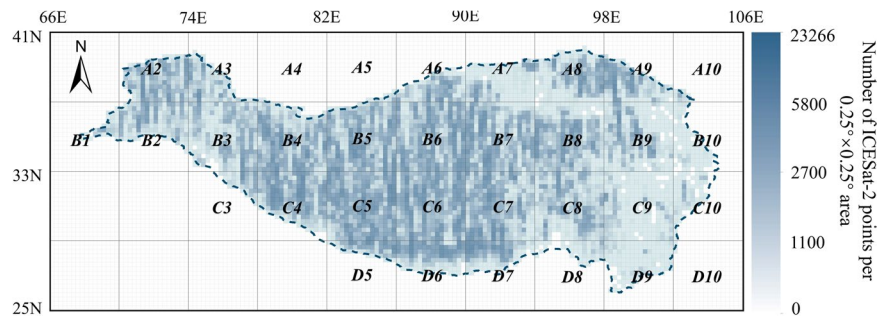 66E 74E 82E 90E 98E 106E
41N
N
A2 A3 A4 A5 A6 A7 A8 A9 A10
B1 B2 B3 B4 B5 B6 B7 B8 B9 B10
33N
C3 C4 C5 C6 C7 C8 C9 C10
D5 D6 D7 D8 D9 D10
25N
23266
5800
2700
1100
0
Number of ICESat-2 points per
0.25°×0.25° area